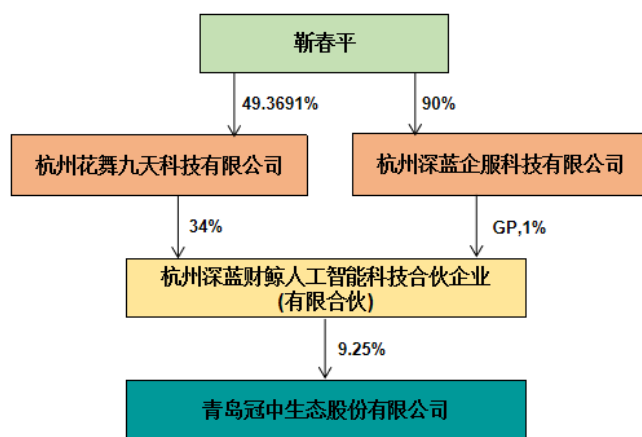 靳春平
49.3691%
90%
杭州花舞九天科技有限公司
杭州深蓝企服科技有限公司
34%
GP,1%
杭州深蓝财鲸人工智能科技合伙企业
(有限合伙)
9.25%
青岛冠中生态股份有限公司